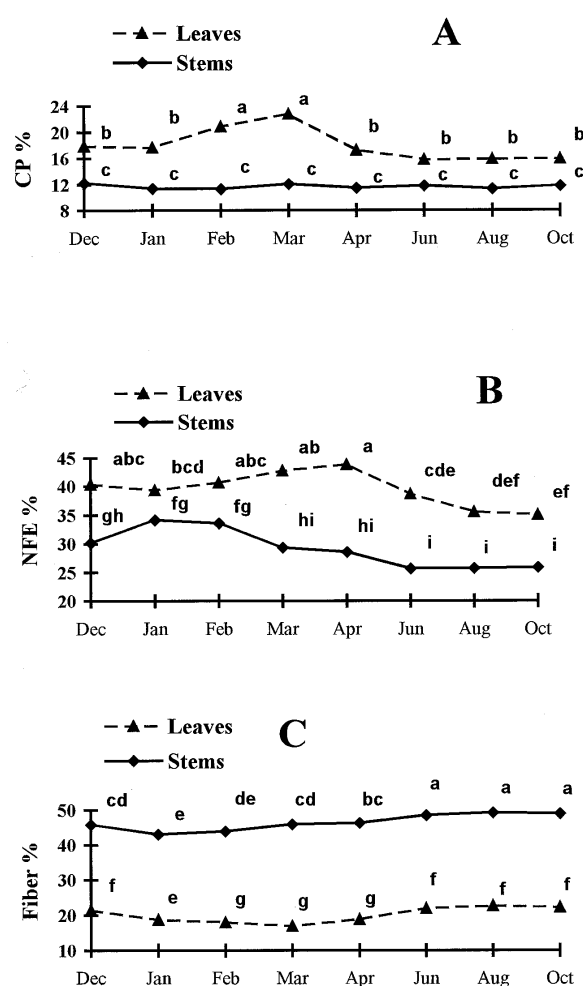 Leaves
Stems
A
CP %
24
20
16
12
8
b b a a b b b b
c c c c c c c c
Dec Jan Feb Mar Apr Jun Aug Oct
Leaves
Stems
B
NFE %
45
40
35
30
25
20
abc bcd abc ab a cde def ef
gh fg fg hi hi i i i
Dec Jan Feb Mar Apr Jun Aug Oct
Leaves
Stems
C
Fiber %
50
40
30
20
10
cd e de cd bc a a a
f e g g g f f f
Dec Jan Feb Mar Apr Jun Aug Oct